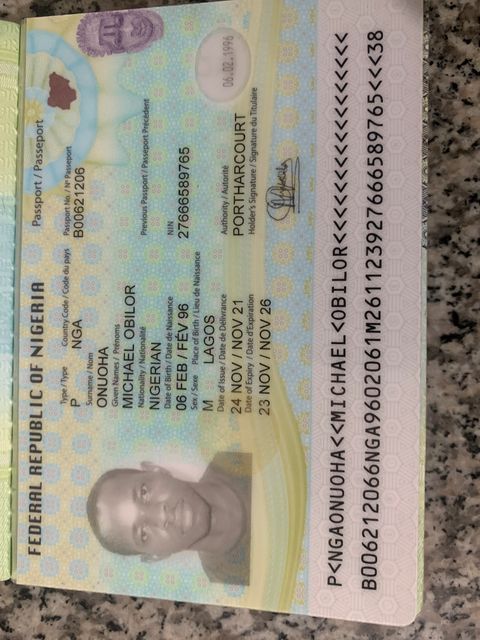 FEDERAL REPUBLIC OF NIGERIA
Passport / Passeport
Type / Type Country Code / Code du pays Passport No. / Nº Passeport
P NGA B00621206
Surname / Nom
ONUOHA
Given Names / Prénoms
MICHAEL OBILOR
Nationality / Nationalité Previous Passport / Passeport Précédent
NIGERIAN
Date of Birth / Date de Naissance NIN
06 FEB / FÉV 96 27666589765
Sex / Sexe Place of Birth / Lieu de Naissance
M LAGOS
Date of Issue / Date de Délivrance Authority / Autorité
24 NOV / NOV 21 PORTHARCOURT
06.02.1996
Date of Expiry / Date d'Expiration Holder's Signature / Signature du Titulaire
23 NOV / NOV 26
P<NGAONUOHA<<MICHAEL<OBILOR<<<<<<<<<<<<<<<<<
B006212066NGA9602061M26112392766658 9765<<<38